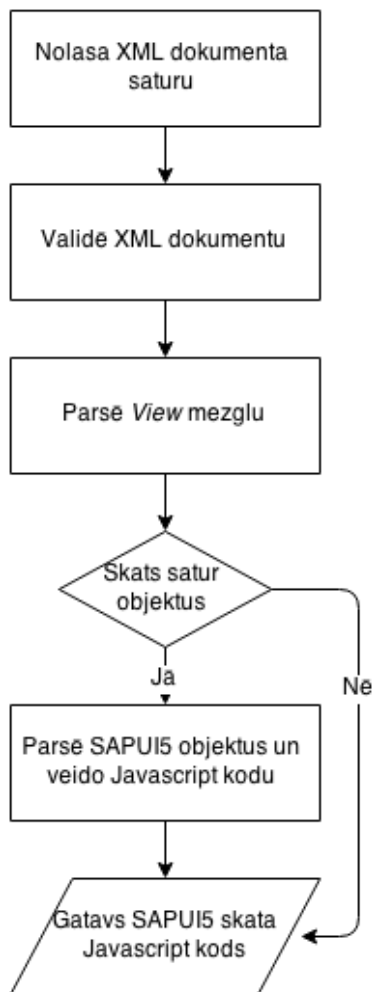 Nolasa XML dokumenta
saturu
Validē XML dokumentu
Parsē View mezglu
Skats satur
objektus
Jā
Nē
Parsē SAPUI5 objektus un
veido Javascript kodu
Gatavs SAPUI5 skata
Javascript kods